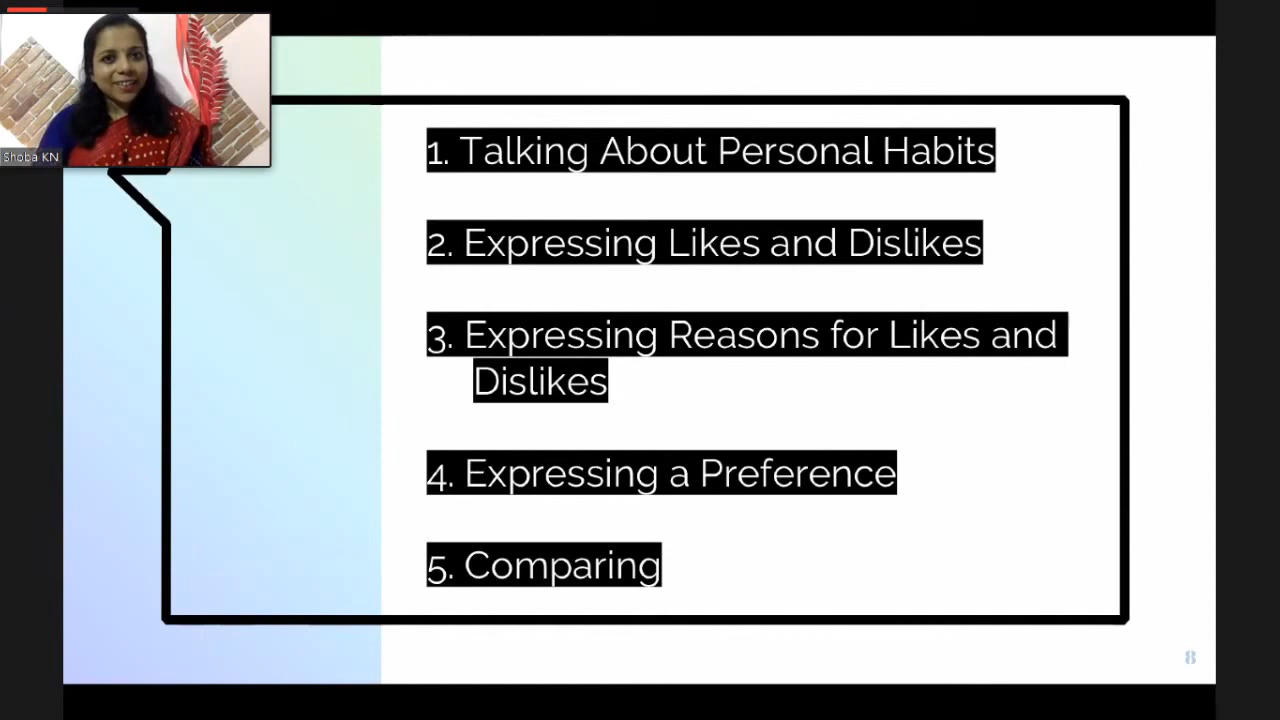 Shoba KN
1. Talking About Personal Habits
2. Expressing Likes and Dislikes
3. Expressing Reasons for Likes and
Dislikes
4. Expressing a Preference
5. Comparing
8